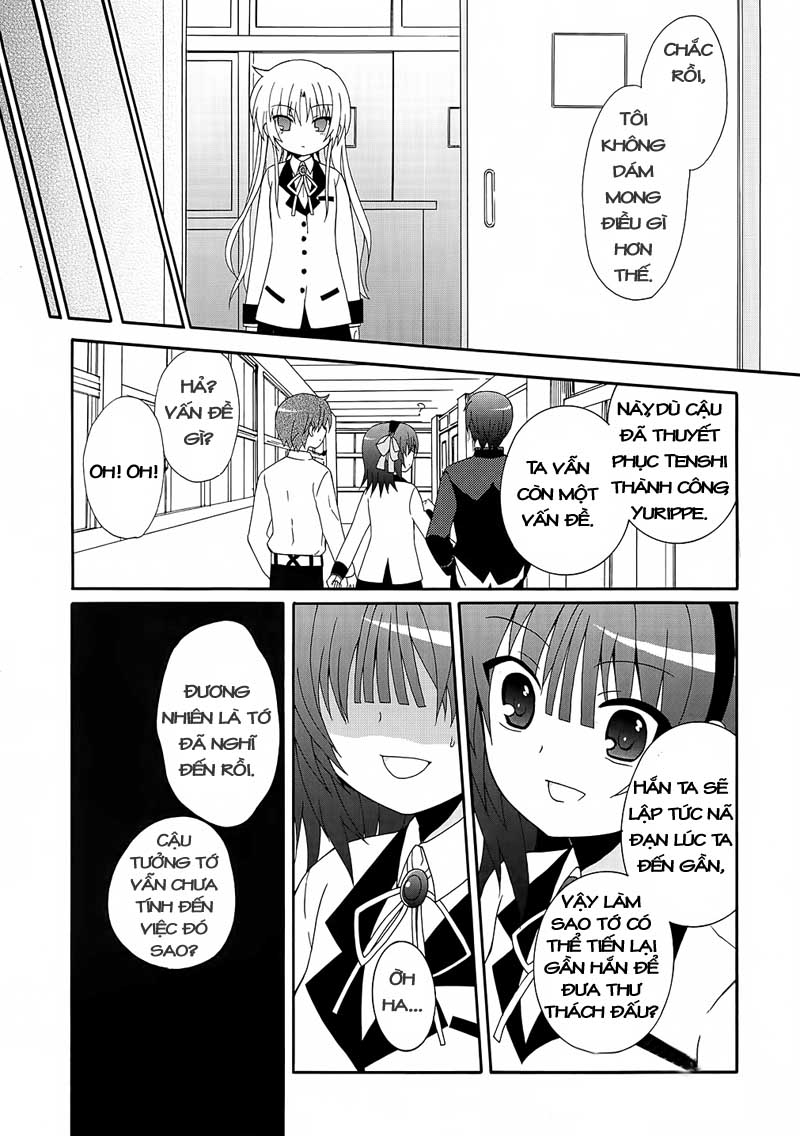 CHẮC
RỒI,
TÔI
KHÔNG
DÁM
MONG
ĐIỀU GÌ
HƠN
THẾ.
NÀY,DÙ CẬU
ĐÃ THUYẾT
PHỤC TENSHI
THÀNH CÔNG,
YURIPPE.
TA VẪN
CÒN MỘT
VẤN ĐỀ.
?
HẢ?
VẤN ĐỀ
GÌ?
OH! OH!
HẮN TA SẼ
LẬP TỨC NÃ
ĐẠN LÚC TA
ĐẾN GẦN,
VẬY LÀM
SAO TỚ CÓ
THỂ TIẾN LẠI
GẦN HẮN ĐỂ
ĐƯA THƯ
THÁCH ĐẤU?
ỜH
HA...
ĐƯƠNG
NHIÊN LÀ TỚ
ĐÃ NGHĨ
ĐẾN RỒI.
CẬU
TƯỞNG TỚ
VẪN CHƯA
TÍNH ĐẾN
VIỆC ĐÓ
SAO?